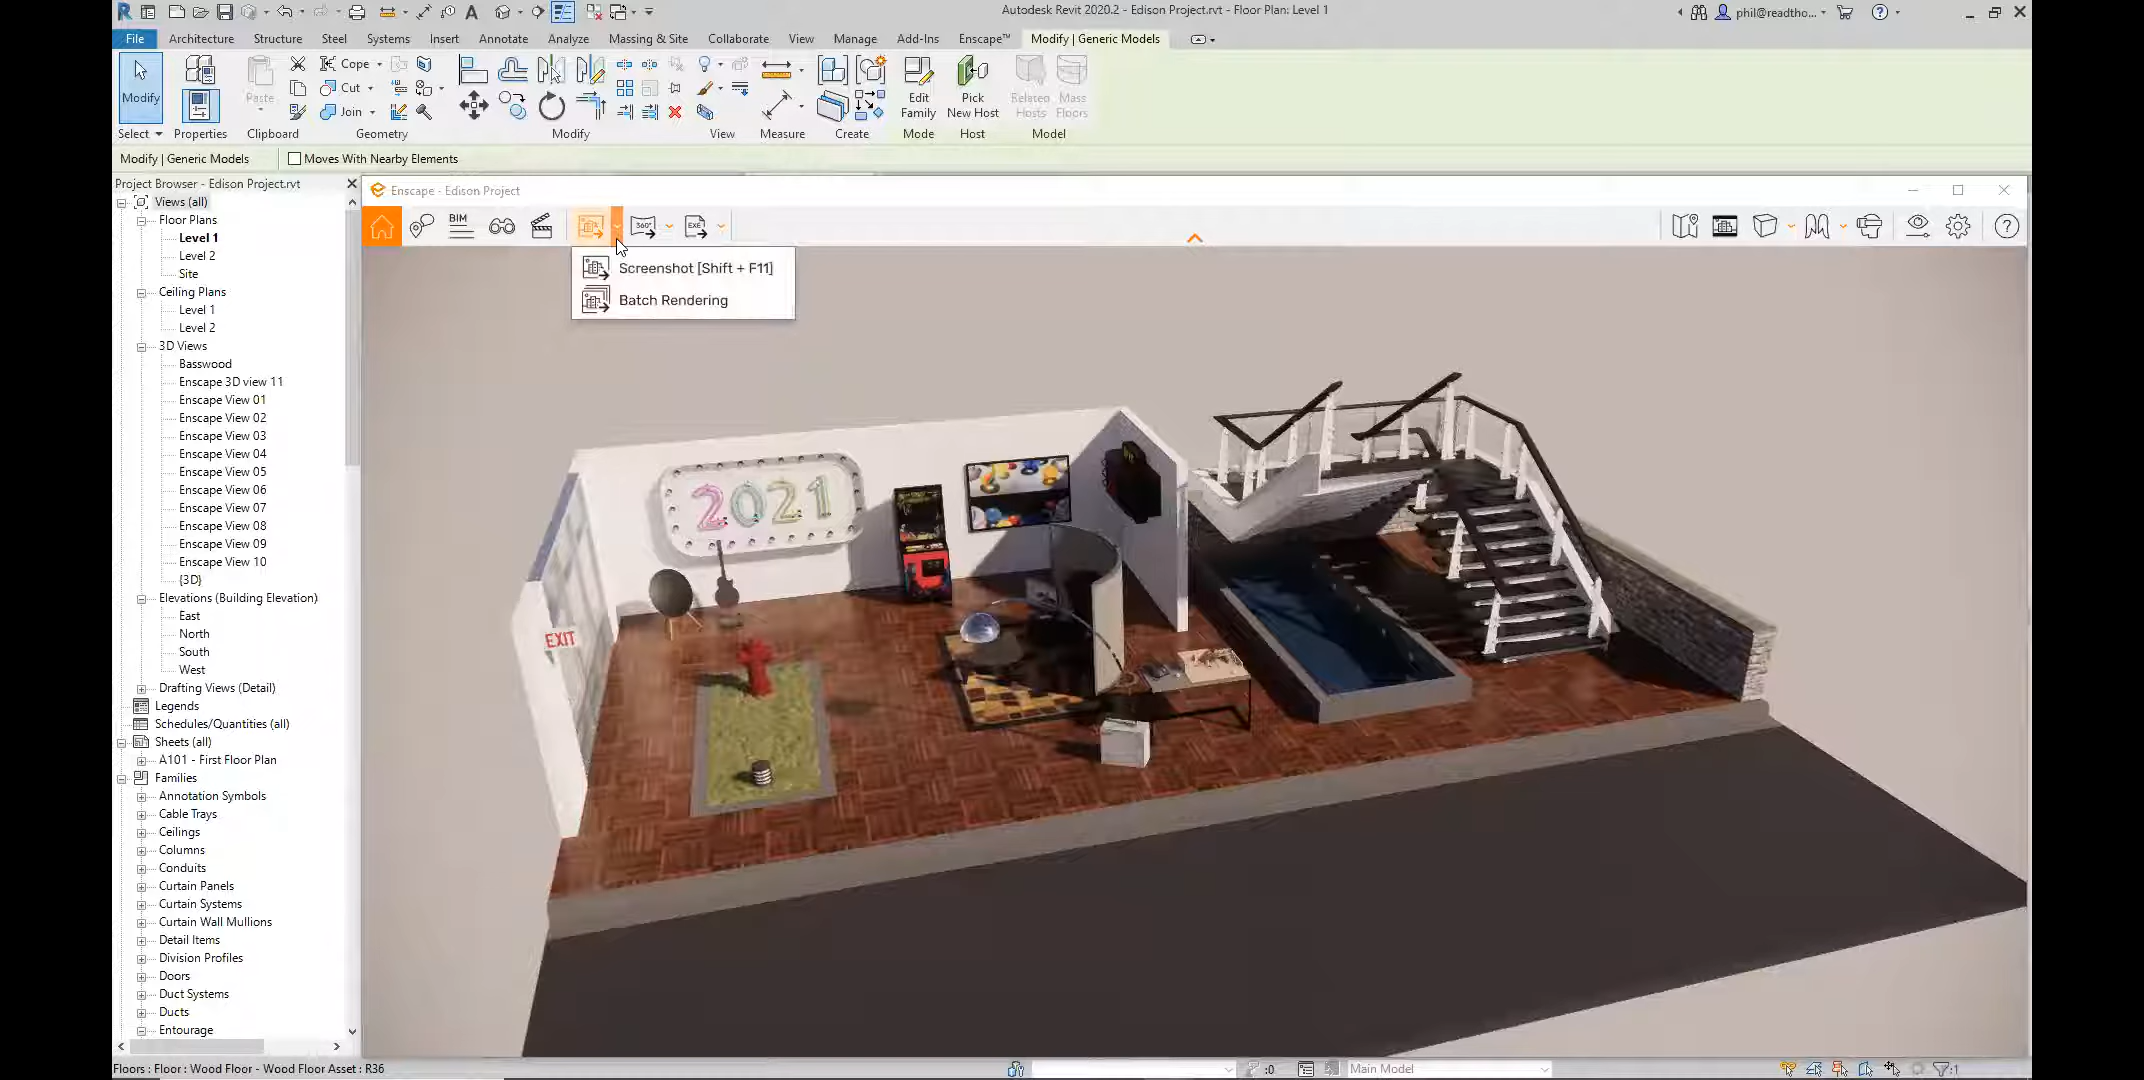 Autodesk Revit 2020.2 - Edison Project.rvt - Floor Plan: Level 1
phil@readtho...
File Architecture Structure Steel Systems Insert Annotate Analyze Massing & Site Collaborate View Manage Add-Ins Enscape™ Modify | Generic Models
Modify
Paste
Cope
Cut
Join
Edit Family
Pick New Host
Related Hosts
Mass Floors
Select Properties Clipboard Geometry Modify View Measure Create Mode Host Model
Modify | Generic Models Moves With Nearby Elements
Project Browser - Edison Project.rvt
Views (all)
Floor Plans
Level 1
Level 2
Site
Ceiling Plans
Level 1
Level 2
3D Views
Basswood
Enscape 3D view 11
Enscape View 01
Enscape View 02
Enscape View 03
Enscape View 04
Enscape View 05
Enscape View 06
Enscape View 07
Enscape View 08
Enscape View 09
Enscape View 10
{3D}
Elevations (Building Elevation)
East
North
South
West
Drafting Views (Detail)
Legends
Schedules/Quantities (all)
Sheets (all)
A101 - First Floor Plan
Families
Annotation Symbols
Cable Trays
Ceilings
Columns
Conduits
Curtain Panels
Curtain Systems
Curtain Wall Mullions
Detail Items
Division Profiles
Doors
Duct Systems
Ducts
Entourage
Enscape - Edison Project
BIM
360°
EXE
Screenshot [Shift + F11]
Batch Rendering
2021
EXIT
Floors : Floor : Wood Floor - Wood Floor Asset : R36
:0
Main Model
:1